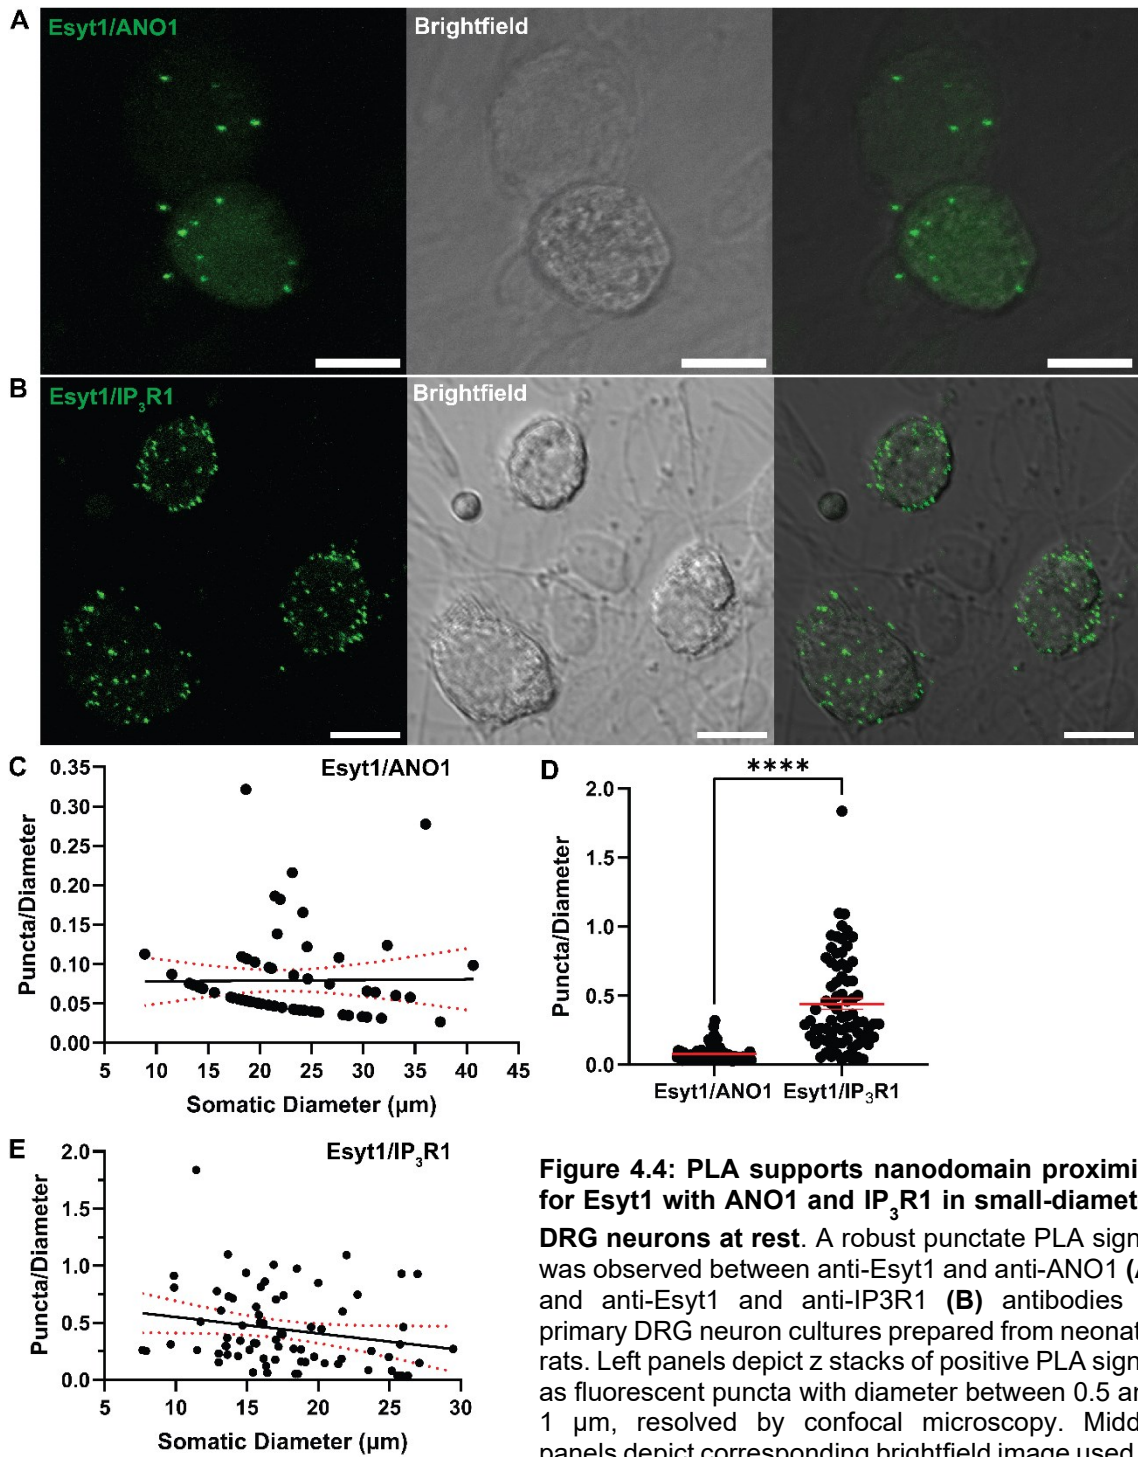 A
Esyt1/ANO1
Brightfield
B
Esyt1/IP3R1
Brightfield
C
Esyt1/ANO1
0.35
0.30
0.25
0.20
0.15
0.10
0.05
0.00
Puncta/Diameter
5 10 15 20 25 30 35 40 45
Somatic Diameter (µm)
D
****
2.0
1.5
1.0
0.5
0.0
Puncta/Diameter
Esyt1/ANO1 Esyt1/IP3R1
E
Esyt1/IP3R1
2.0
1.5
1.0
0.5
0.0
Puncta/Diameter
5 10 15 20 25 30
Somatic Diameter (µm)
Figure 4.4: PLA supports nanodomain proximi
for Esyt1 with ANO1 and IP3R1 in small-diamet
DRG neurons at rest. A robust punctate PLA sign
was observed between anti-Esyt1 and anti-ANO1 (A
and anti-Esyt1 and anti-IP3R1 (B) antibodies
primary DRG neuron cultures prepared from neonat
rats. Left panels depict z stacks of positive PLA sign
as fluorescent puncta with diameter between 0.5 an
1 µm, resolved by confocal microscopy. Midd
panels depict corresponding brightfield image used